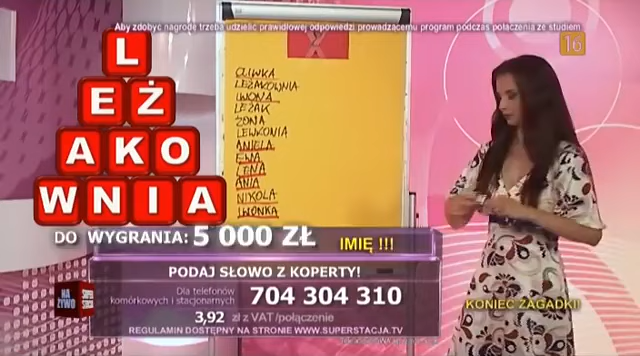 Aby zdobyć nagrodę trzeba udzielić prawidłowej odpowiedzi prowadzącemu program podczas połączenia ze studiem.
16
X
L
EŻ
AKO
WNIA
OLIWKA
LEŻAKOWNIA
IWONA
LEŻAK
ŻONA
LEWKONIA
ANIELA
EWA
LENA
ANIA
NIKOLA
IWONKA
DO WYGRANIA: 5 000 ZŁ
IMIĘ !!!
PODAJ SŁOWO Z KOPERTY!
Dla telefonów komórkowych i stacjonarnych
704 304 310
3,92 zł z VAT/połączenie
REGULAMIN DOSTĘPNY NA STRONIE WWW.SUPERSTACJA.TV
NA ŻYWO
KONIEC ZAGADKI!